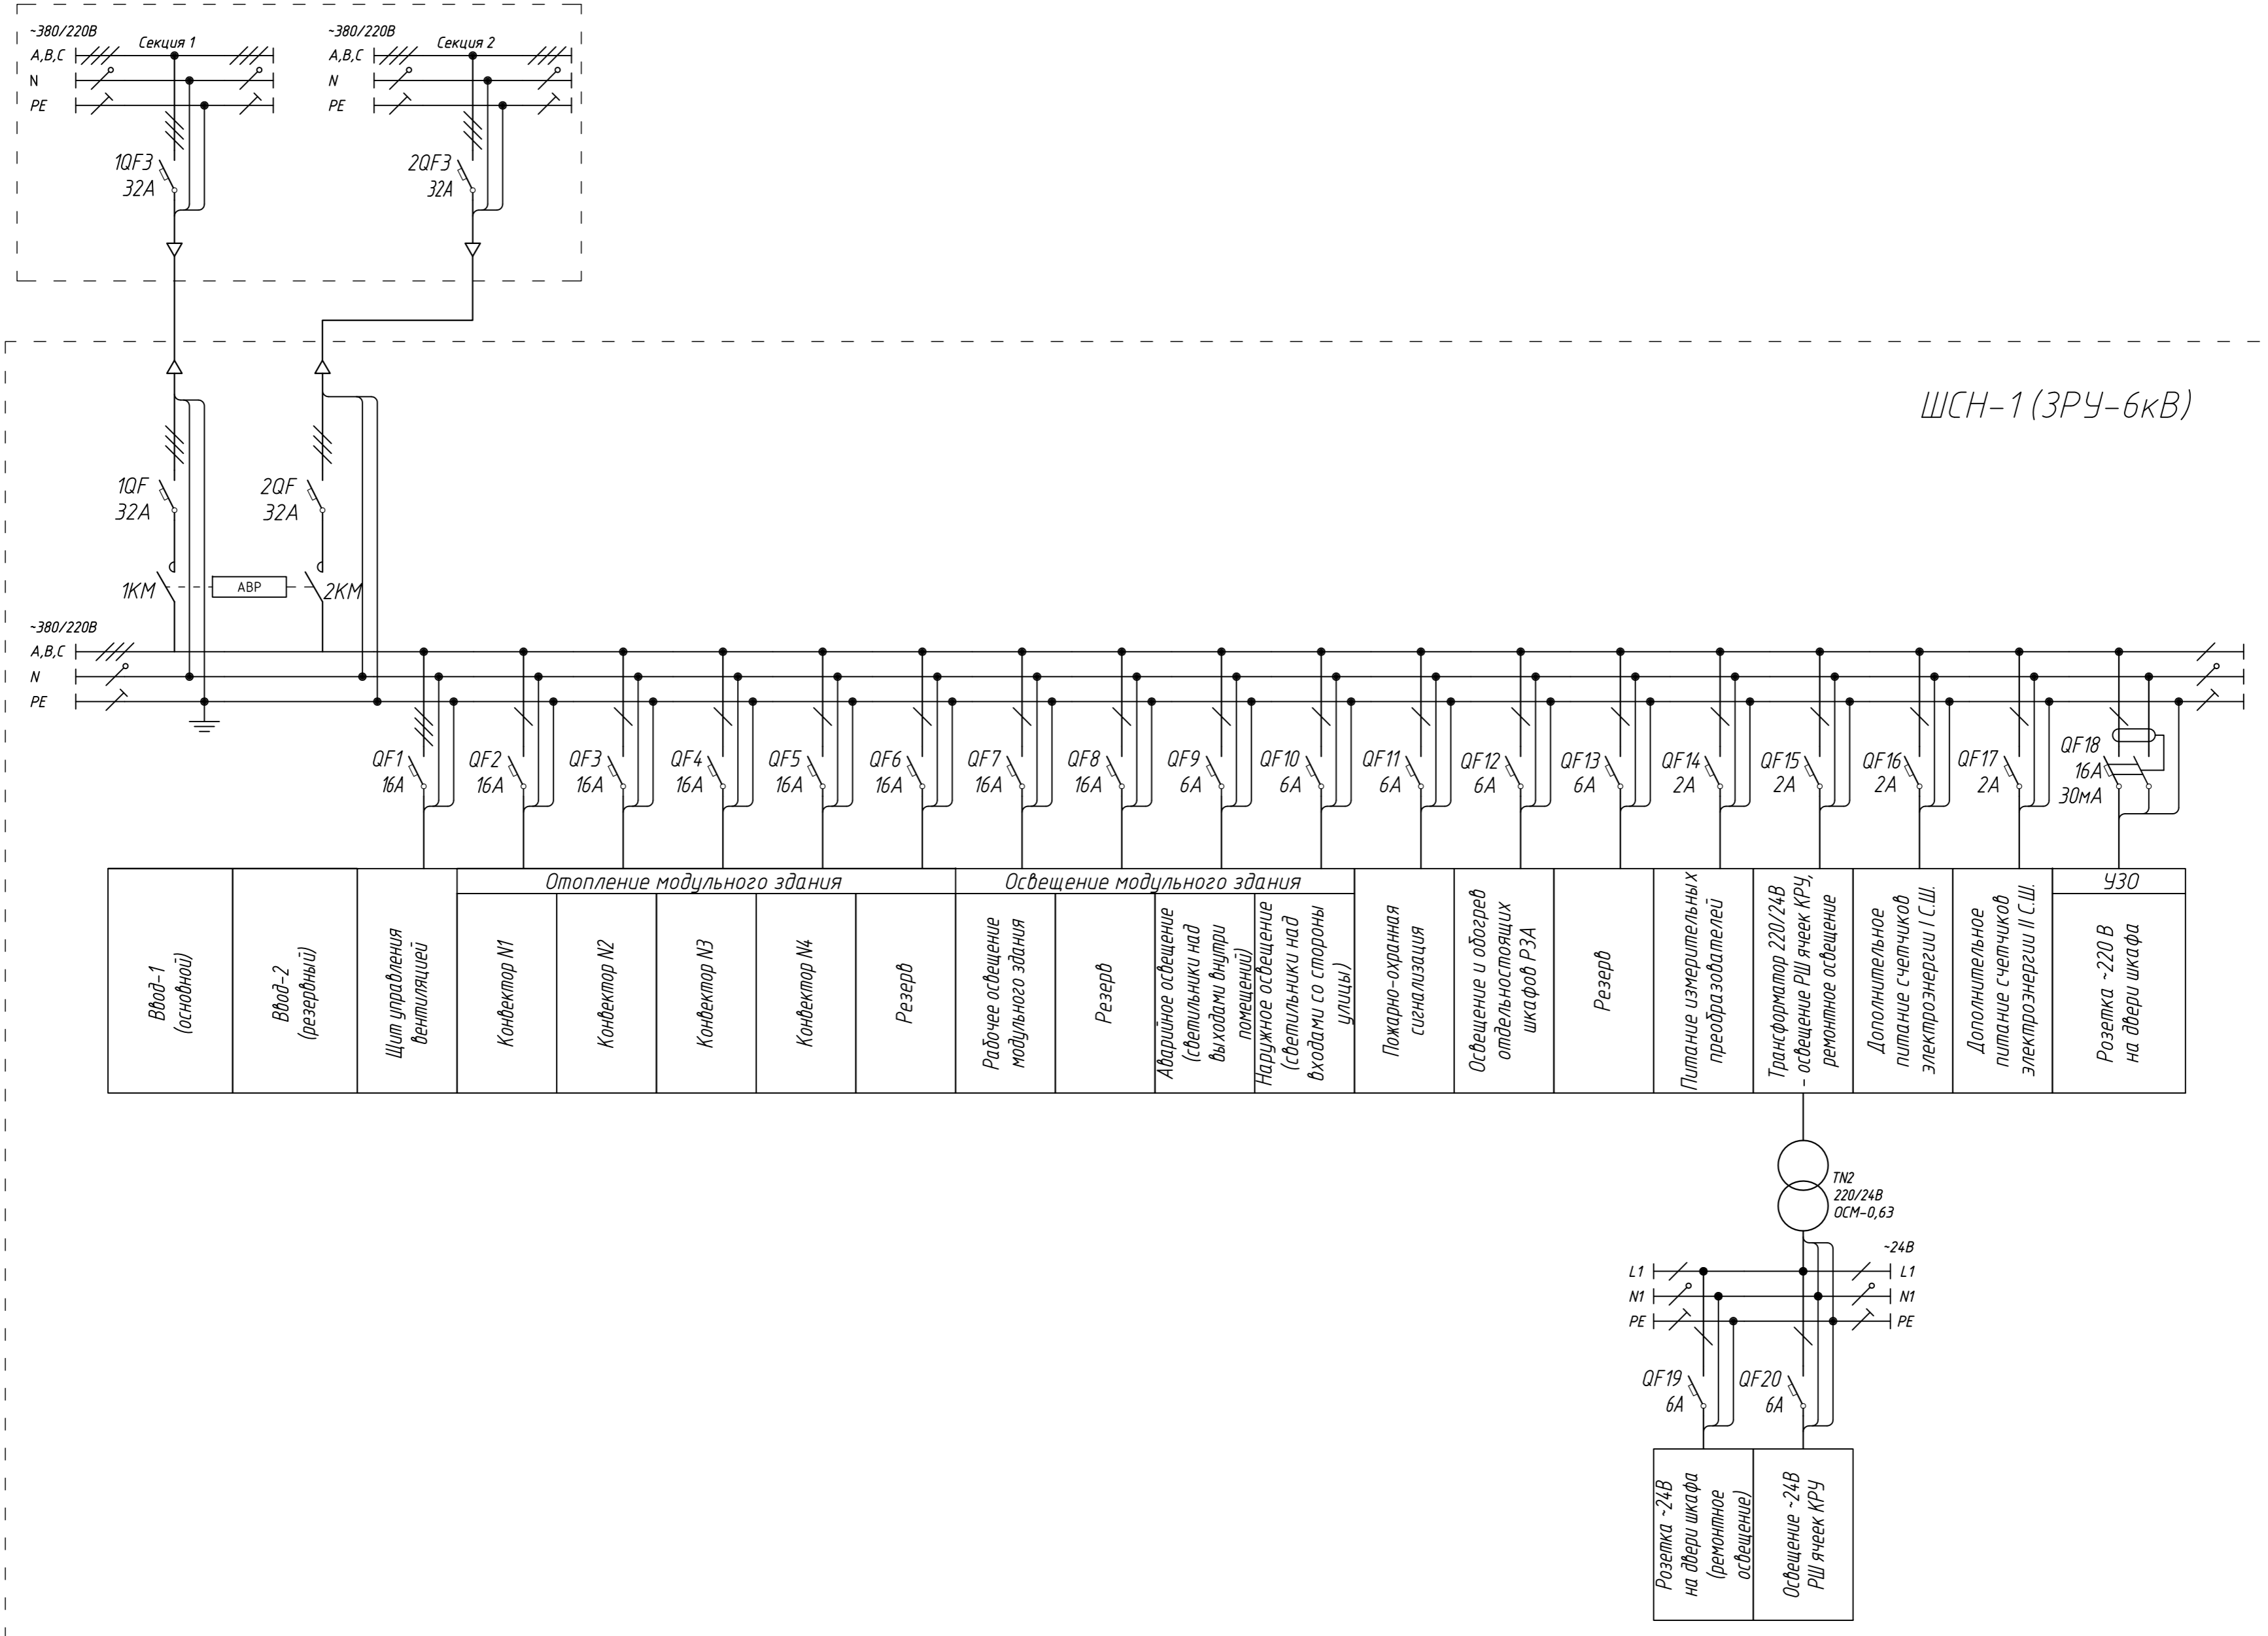 ~380/220В
Секция 1
А,В,С
N
PE
1QF3
32А
~380/220В
Секция 2
А,В,С
N
PE
2QF3
32А
ШСН-1 (ЗРУ-6кВ)
1QF
32А
2QF
32А
1КМ
АВР
2КМ
~380/220В
А,В,С
N
PE
QF1
16А
QF2
16А
QF3
16А
QF4
16А
QF5
16А
QF6
16А
QF7
16А
QF8
16А
QF9
6А
QF10
6А
QF11
6А
QF12
6А
QF13
6А
QF14
2А
QF15
2А
QF16
2А
QF17
2А
QF18
16А
30мА
Ввод-1
(основной)
Ввод-2
(резервный)
Щит управления
вентиляцией
Отопление модульного здания
Конвектор N1
Конвектор N2
Конвектор N3
Конвектор N4
Резерв
Освещение модульного здания
Рабочее освещение
модульного здания
Резерв
Аварийное освещение
(светильники над
выходами внутри
помещений)
Наружное освещение
(светильники над
входами со стороны
улицы)
Пожарно-охранная
сигнализация
Освещение и обогрев
отдельностоящих
шкафов РЗА
Резерв
Питание измерительных
преобразователей
Трансформатор 220/24В
- освещение РШ ячеек КРУ,
ремонтное освещение
Дополнительное
питание счетчиков
электроэнергии I С.Ш.
Дополнительное
питание счетчиков
электроэнергии II С.Ш.
УЗО
Розетка ~220 В
на двери шкафа
TN2
220/24В
ОСМ-0,63
~24В
L1
L1
N1
N1
PE
PE
QF19
6А
QF20
6А
Розетка ~24В
на двери шкафа
(ремонтное
освещение)
Освещение ~24В
РШ ячеек КРУ